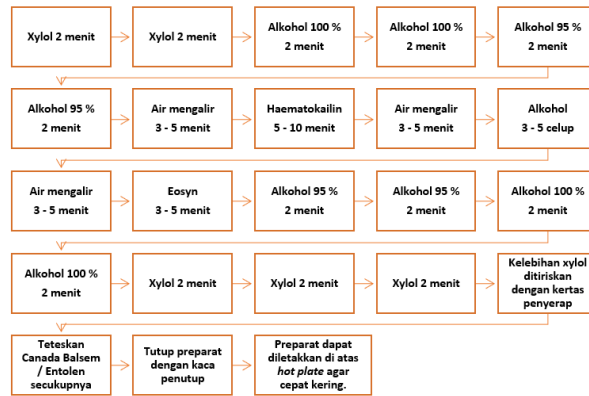 Xylol 2 menit
Xylol 2 menit
Alkohol 100 %
2 menit
Alkohol 100 %
2 menit
Alkohol 95 %
2 menit
Alkohol 95 %
2 menit
Air mengalir
3 - 5 menit
Haematokailin
5 - 10 menit
Air mengalir
3 - 5 menit
Alkohol
3 - 5 celup
Air mengalir
3 - 5 menit
Eosyn
3 - 5 menit
Alkohol 95 %
2 menit
Alkohol 95 %
2 menit
Alkohol 100 %
2 menit
Alkohol 100 %
2 menit
Xylol 2 menit
Xylol 2 menit
Xylol 2 menit
Kelebihan xylol
ditiriskan
dengan kertas
penyerap
Teteskan
Canada Balsem
/ Entolen
secukupnya
Tutup preparat
dengan kaca
penutup
Preparat dapat
diletakkan di atas
hot plate agar
cepat kering.